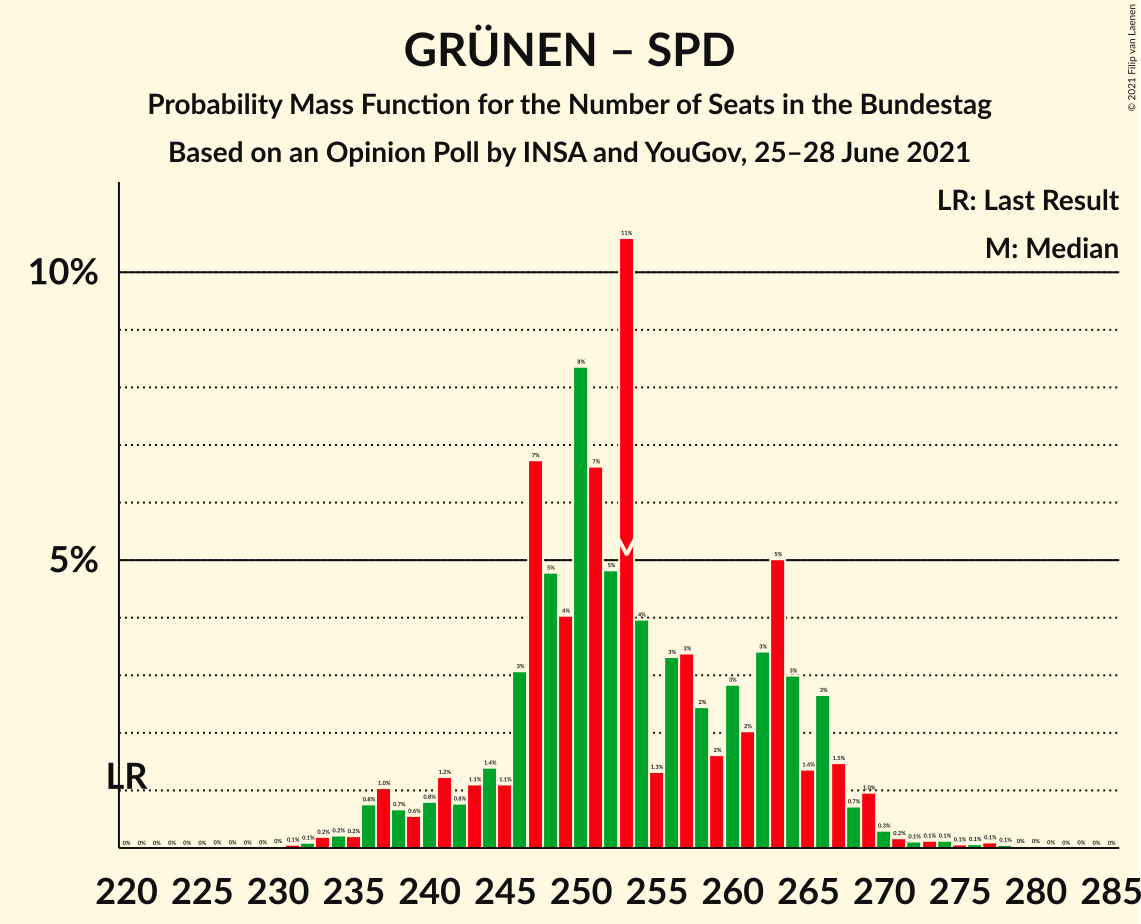 GRÜNEN – SPD
Probability Mass Function for the Number of Seats in the Bundestag
Based on an Opinion Poll by INSA and YouGov, 25–28 June 2021
© 2021 Filip van Laenen
LR: Last Result
M: Median
10%
5%
LR
0% 0% 0% 0% 0% 0% 0% 0% 0% 0% 0% 0.1% 0.1% 0.2% 0.2% 0.2% 0.8% 1.0% 0.7% 0.6% 0.8% 1.2% 0.8% 1.1% 1.4% 1.1% 3% 7% 5% 4% 8% 7% 5% 11% 4% 1.3% 3% 3% 2% 2% 3% 2% 3% 5% 3% 1.4% 3% 1.5% 0.7% 1.0% 0.3% 0.2% 0.1% 0.1% 0.1% 0.1% 0.1% 0.1% 0.1% 0% 0% 0% 0% 0% 0% 0%
220 225 230 235 240 245 250 255 260 265 270 275 280 285